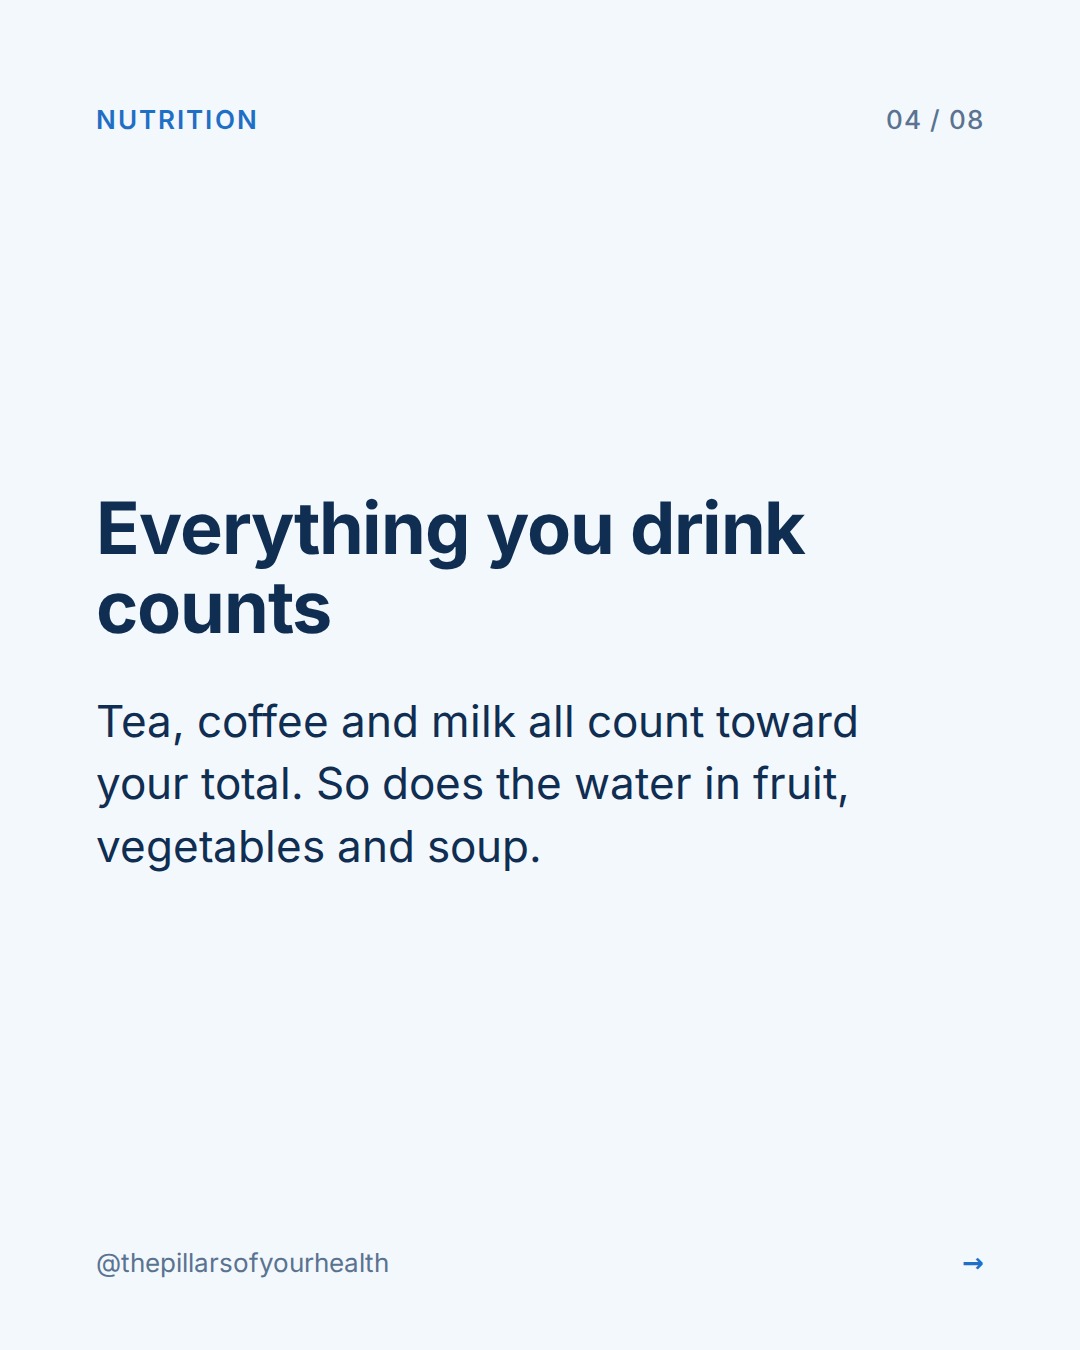 NUTRITION
04 / 08
Everything you drink
counts
Tea, coffee and milk all count toward
your total. So does the water in fruit,
vegetables and soup.
@thepillarsofyourhealth
→